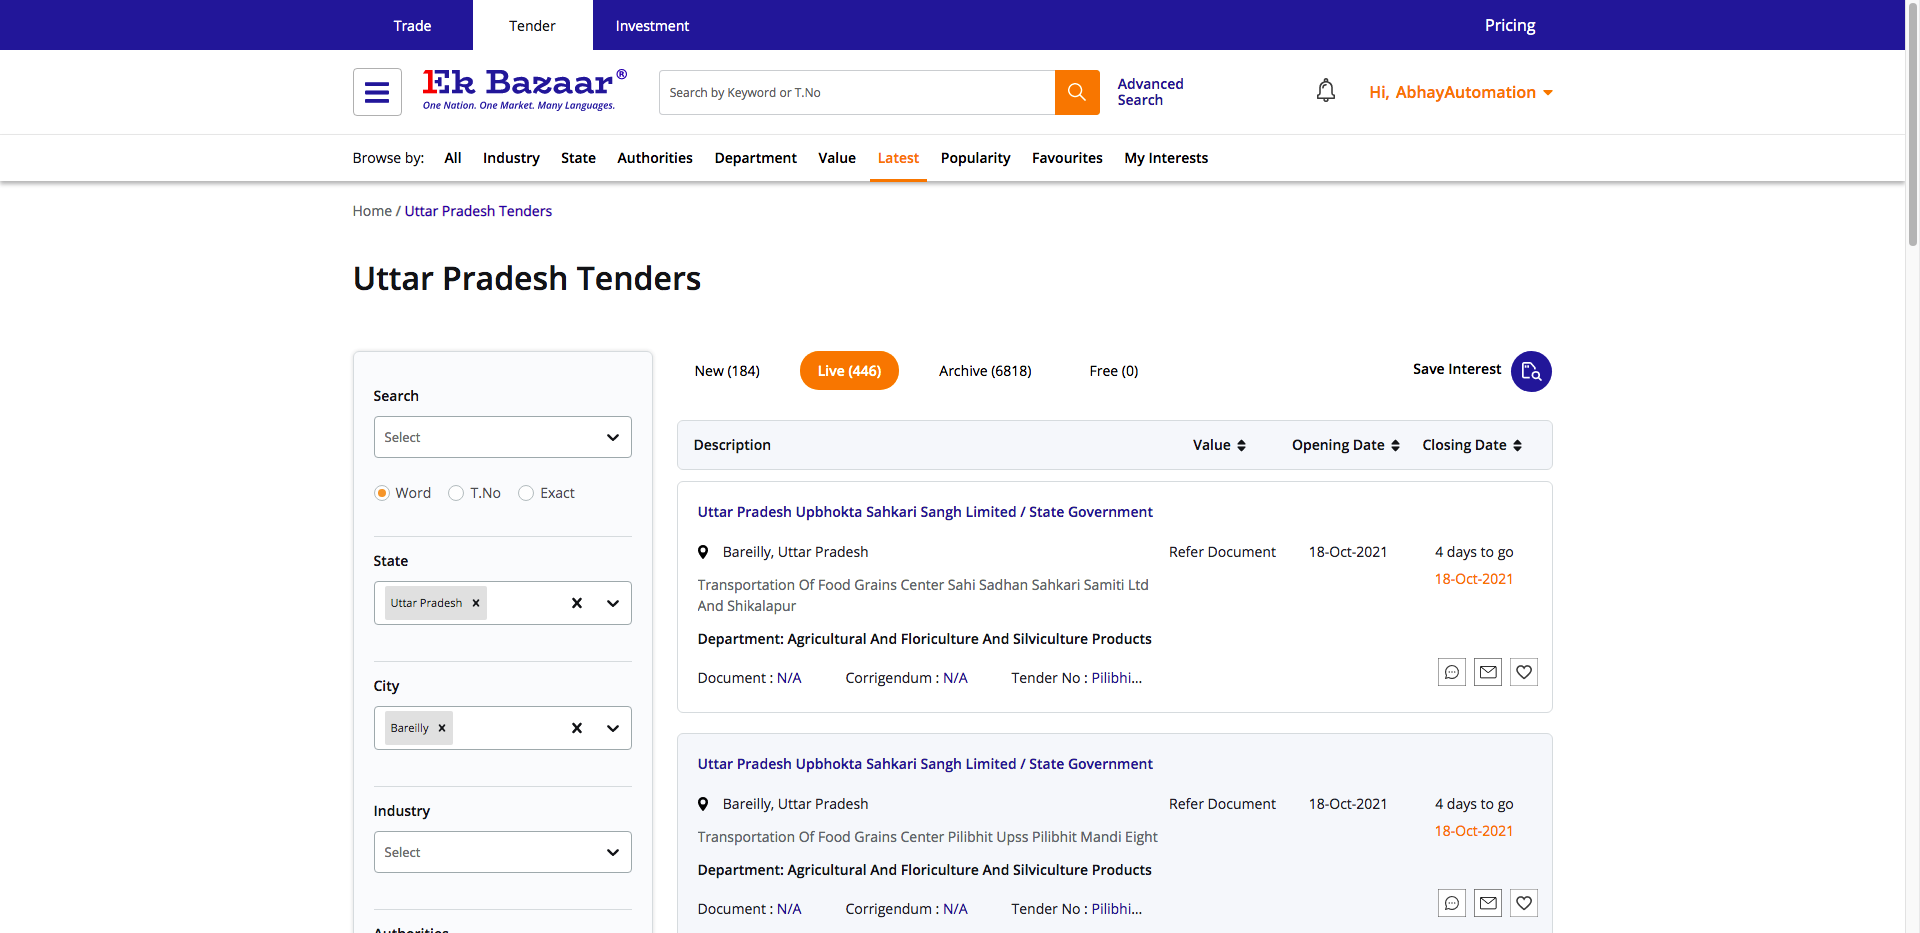 Trade
Tender
Investment
Pricing
1Ek Bazaar®
One Nation. One Market. Many Languages.
Search by Keyword or T.No
Advanced
Search
Hi, AbhayAutomation
Browse by: All Industry State Authorities Department Value Latest Popularity Favourites My Interests
Home / Uttar Pradesh Tenders
Uttar Pradesh Tenders
Search
Select
Word T.No Exact
State
Uttar Pradesh
City
Bareilly
Industry
Select
New (184) Live (446) Archive (6818) Free (0) Save Interest
Description Value Opening Date Closing Date
Uttar Pradesh Upbhokta Sahkari Sangh Limited / State Government
Bareilly, Uttar Pradesh Refer Document 18-Oct-2021 4 days to go
18-Oct-2021
Transportation Of Food Grains Center Sahi Sadhan Sahkari Samiti Ltd
And Shikalapur
Department: Agricultural And Floriculture And Silviculture Products
Document : N/A Corrigendum : N/A Tender No : Pilibhi...
Uttar Pradesh Upbhokta Sahkari Sangh Limited / State Government
Bareilly, Uttar Pradesh Refer Document 18-Oct-2021 4 days to go
18-Oct-2021
Transportation Of Food Grains Center Pilibhit Upss Pilibhit Mandi Eight
Department: Agricultural And Floriculture And Silviculture Products
Document : N/A Corrigendum : N/A Tender No : Pilibhi...